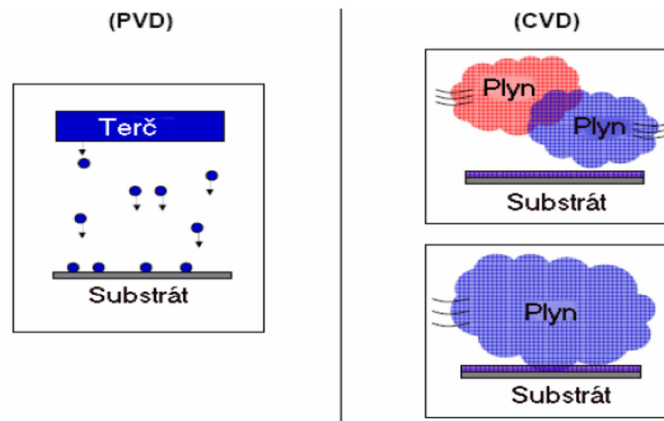 (PVD)
(CVD)
Terč
Substrát
Plyn
Plyn
Substrát
Plyn
Substrát